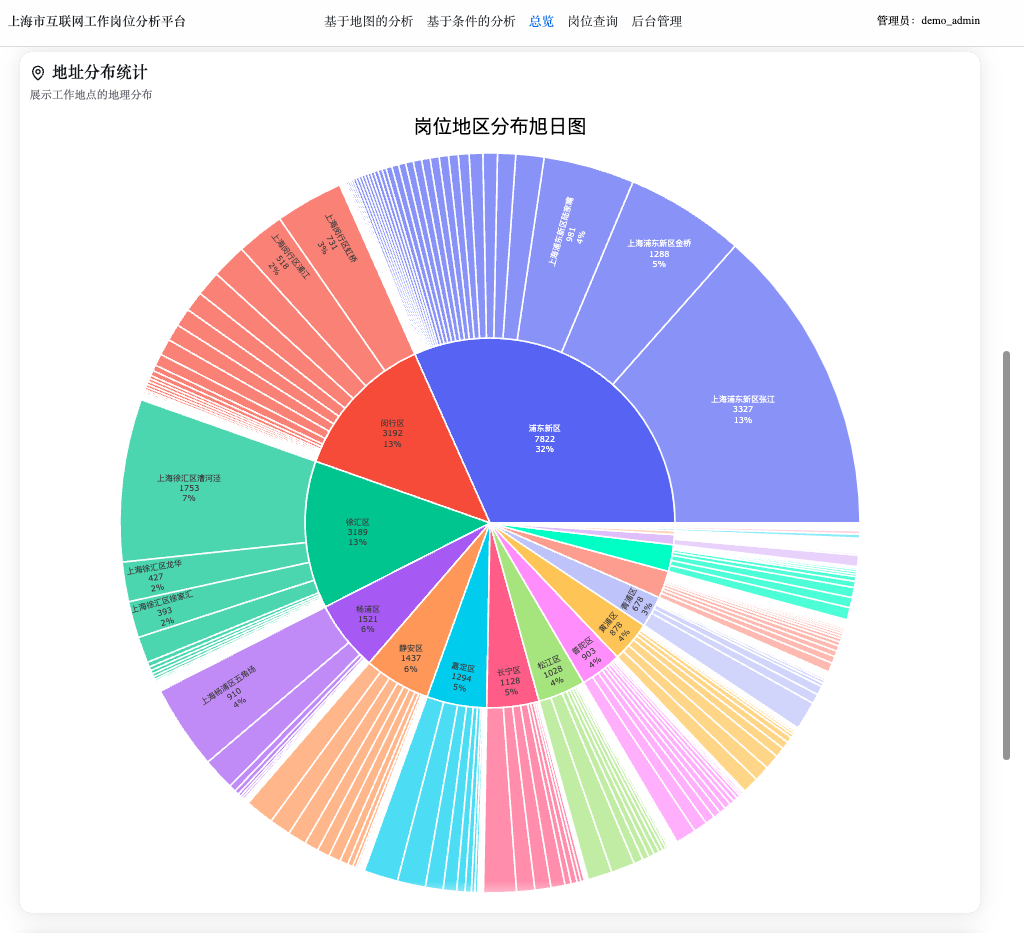 上海市互联网工作岗位分析平台
基于地图的分析 基于条件的分析 总览 岗位查询 后台管理
管理员: demo_admin
地址分布统计
展示工作地点的地理分布
岗位地区分布旭日图
上海浦东新区陆家嘴
981
4%
上海浦东新区金桥
1288
5%
上海浦东新区张江
3327
13%
上海闵行区虹桥
731
3%
上海闵行区浦江
518
2%
浦东新区
7822
32%
闵行区
3192
13%
徐汇区
3189
13%
上海徐汇区漕河泾
1753
7%
上海徐汇区龙华
427
2%
上海徐汇区徐家汇
393
2%
杨浦区
1521
6%
上海杨浦区五角场
910
4%
静安区
1437
6%
嘉定区
1294
5%
长宁区
1128
5%
松江区
1028
4%
普陀区
903
4%
黄浦区
878
4%
青浦区
678
3%